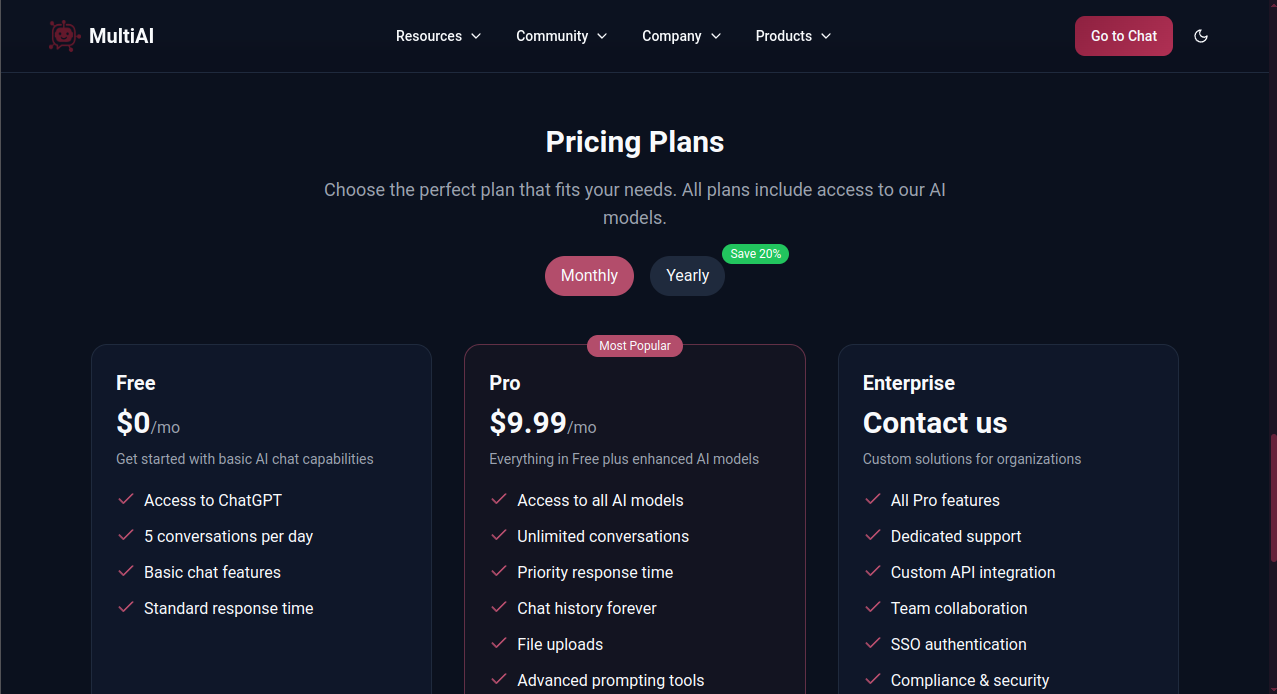 MultiAI
Resources
Community
Company
Products
Go to Chat
Pricing Plans
Choose the perfect plan that fits your needs. All plans include access to our AI
models.
Save 20%
Monthly
Yearly
Free
$0/mo
Get started with basic AI chat capabilities
Access to ChatGPT
5 conversations per day
Basic chat features
Standard response time
Most Popular
Pro
$9.99/mo
Everything in Free plus enhanced AI models
Access to all AI models
Unlimited conversations
Priority response time
Chat history forever
File uploads
Advanced prompting tools
Enterprise
Contact us
Custom solutions for organizations
All Pro features
Dedicated support
Custom API integration
Team collaboration
SSO authentication
Compliance & security